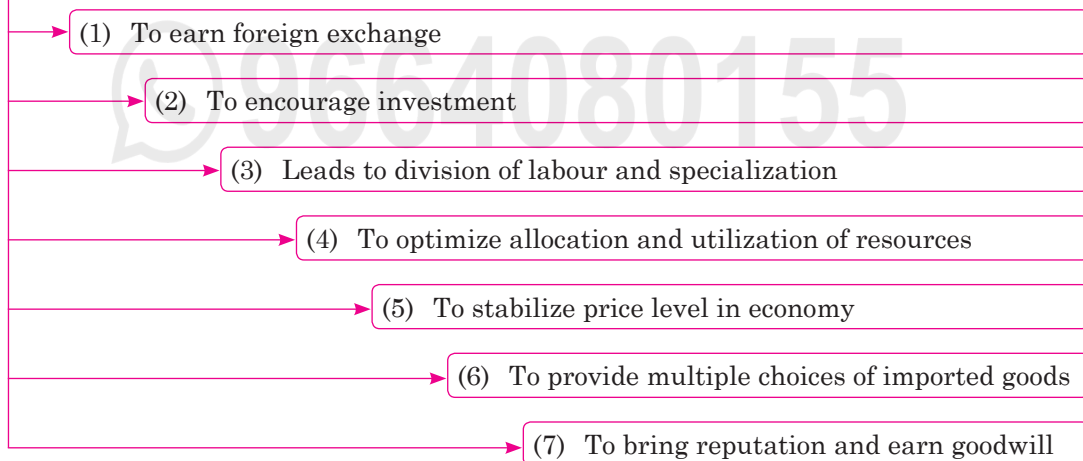 (1) To earn foreign exchange
(2) To encourage investment
(3) Leads to division of labour and specialization
(4) To optimize allocation and utilization of resources
(5) To stabilize price level in economy
(6) To provide multiple choices of imported goods
(7) To bring reputation and earn goodwill
9664080155